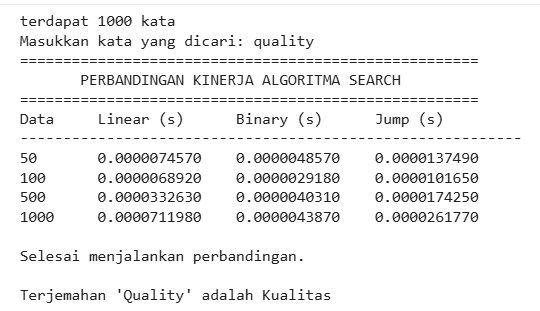 terdapat 1000 kata
Masukkan kata yang dicari: quality
=====================================================
PERBANDINGAN KINERJA ALGORITMA SEARCH
=====================================================
Data Linear (s) Binary (s) Jump (s)
----------------------------------------------------------
50 0.0000074570 0.0000048570 0.0000137490
100 0.0000068920 0.0000029180 0.0000101650
500 0.0000332630 0.0000040310 0.0000174250
1000 0.0000711980 0.0000043870 0.0000261770
Selesai menjalankan perbandingan.
Terjemahan 'Quality' adalah Kualitas